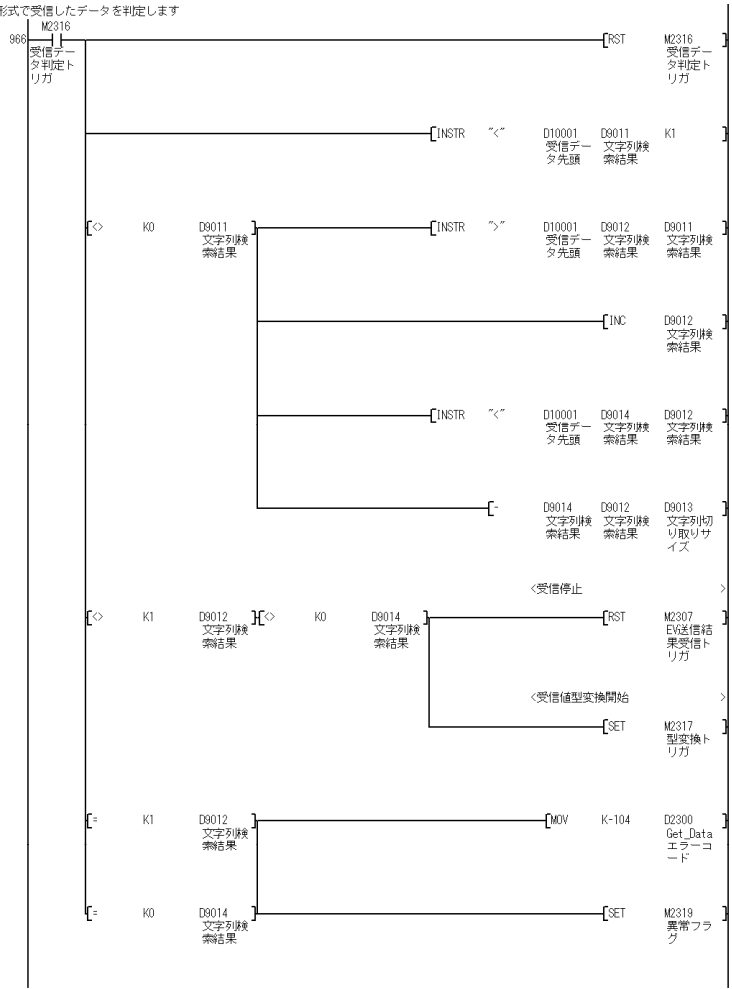 形式で受信したデータを判定します
M2316
966
受信デー
タ判定ト
リガ
RST M2316
受信デー
タ判定ト
リガ
INSTR "<" D10001 D9011 K1
受信デー 文字列検
タ先頭 索結果
<> K0 D9011
文字列検
索結果
INSTR ">" D10001 D9012 D9011
受信デー 文字列検 文字列検
タ先頭 索結果 索結果
INC D9012
文字列検
索結果
INSTR "<" D10001 D9014 D9012
受信デー 文字列検 文字列検
タ先頭 索結果 索結果
- D9014 D9012 D9013
文字列検 文字列検 文字列切
索結果 索結果 り取りサ
イズ
<受信停止 >
<> K1 D9012 <> K0 D9014 RST M2307
文字列検 文字列検 EV送信結
索結果 索結果 果受信ト
リガ
<受信値型変換開始 >
SET M2317
型変換ト
リガ
= K1 D9012 MOV K-104 D2300
文字列検 Get_Data
索結果 エラーコ
ード
= K0 D9014 SET M2319
文字列検 異常フラ
索結果 グ